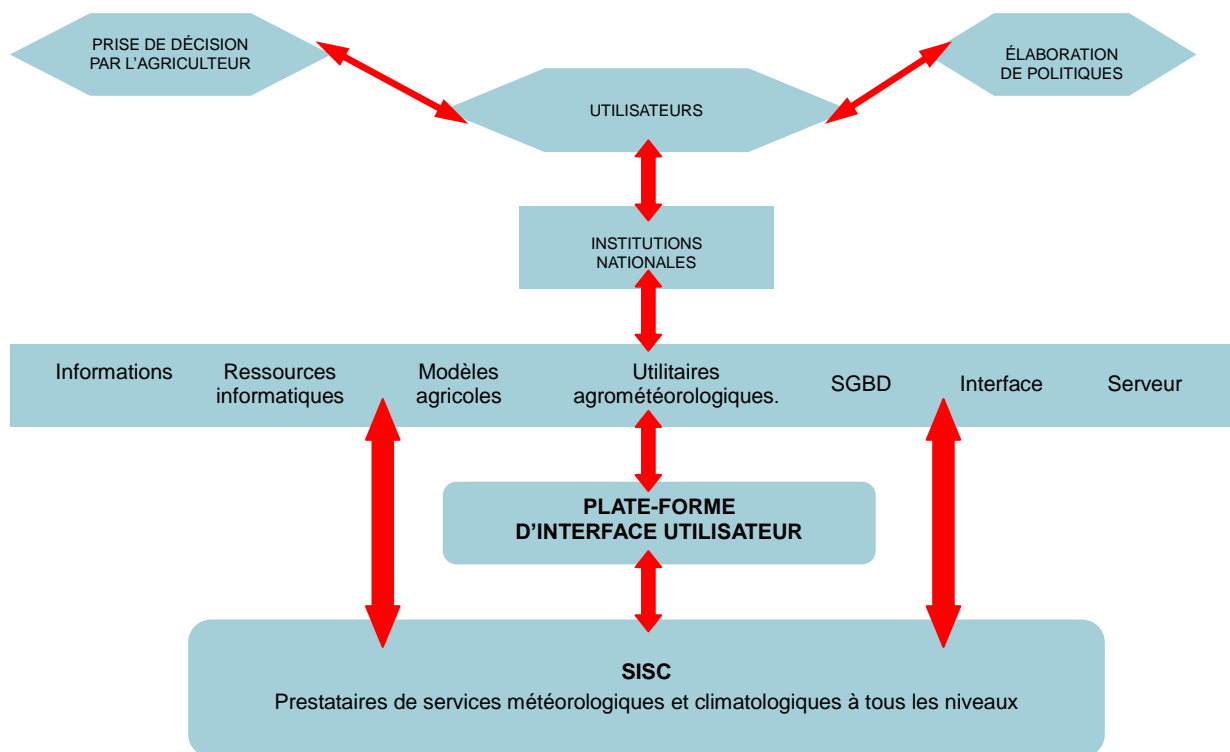 PRISE DE DÉCISION
PAR L'AGRICULTEUR
ÉLABORATION
DE POLITIQUES
UTILISATEURS
INSTITUTIONS
NATIONALES
Informations
Ressources
informatiques
Modèles
agricoles
Utilitaires
agrométéorologiques.
SGBD
Interface
Serveur
PLATE-FORME
D'INTERFACE UTILISATEUR
SISC
Prestataires de services météorologiques et climatologiques à tous les niveaux